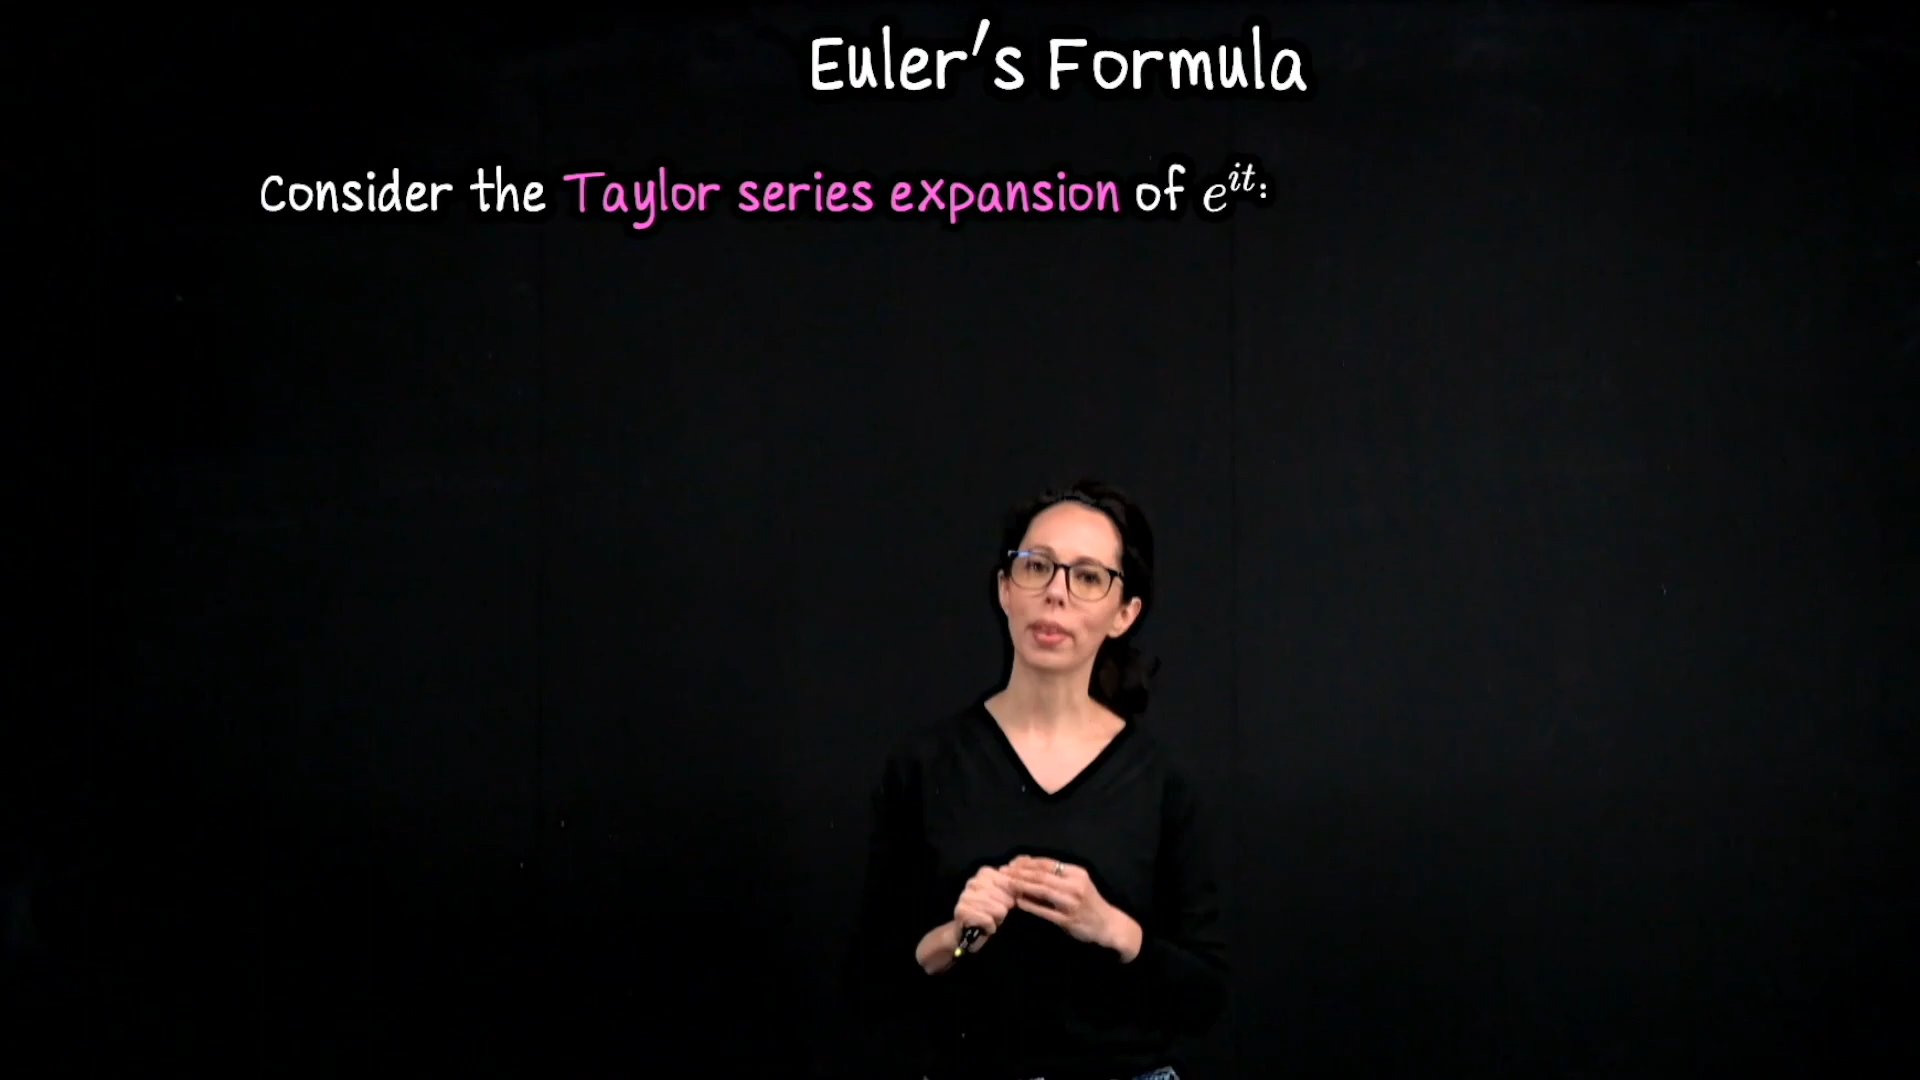 Euler's Formula
Consider the Taylor series expansion of $e^{it}$: